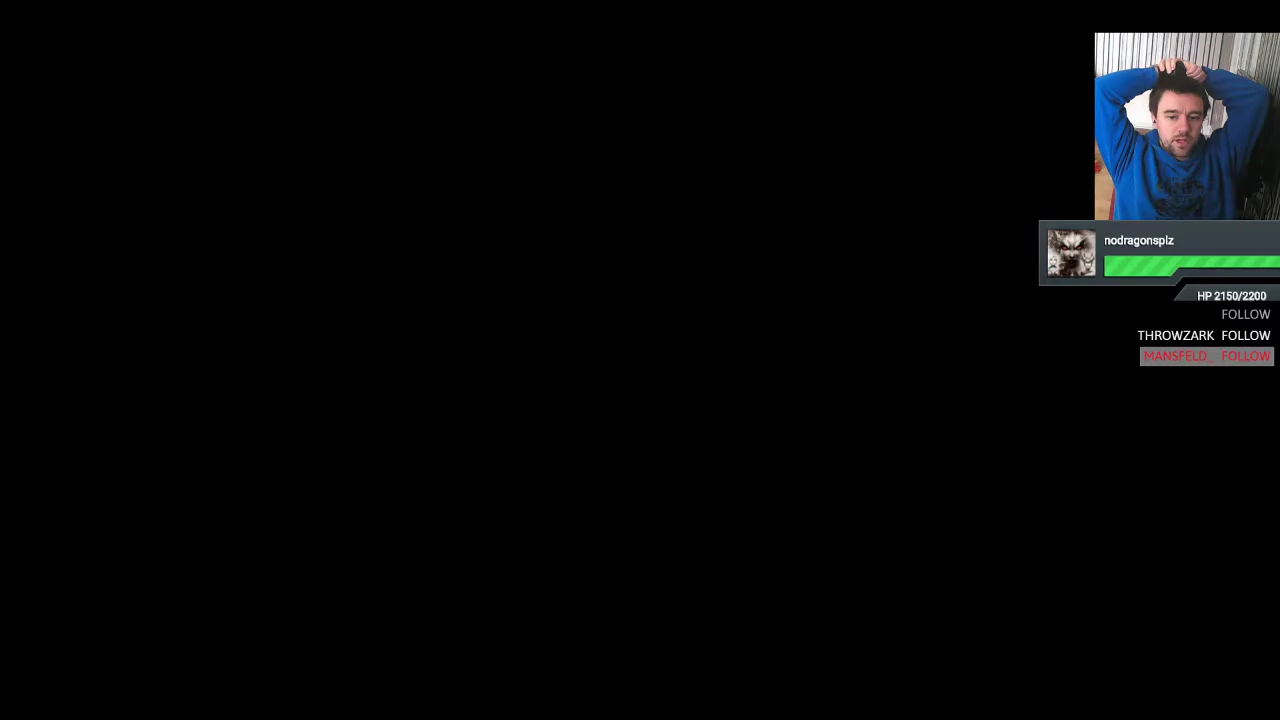 nodragonsplz
HP 2150/2200
FOLLOW
THROWZARK FOLLOW
MANSFELD_ FOLLOW